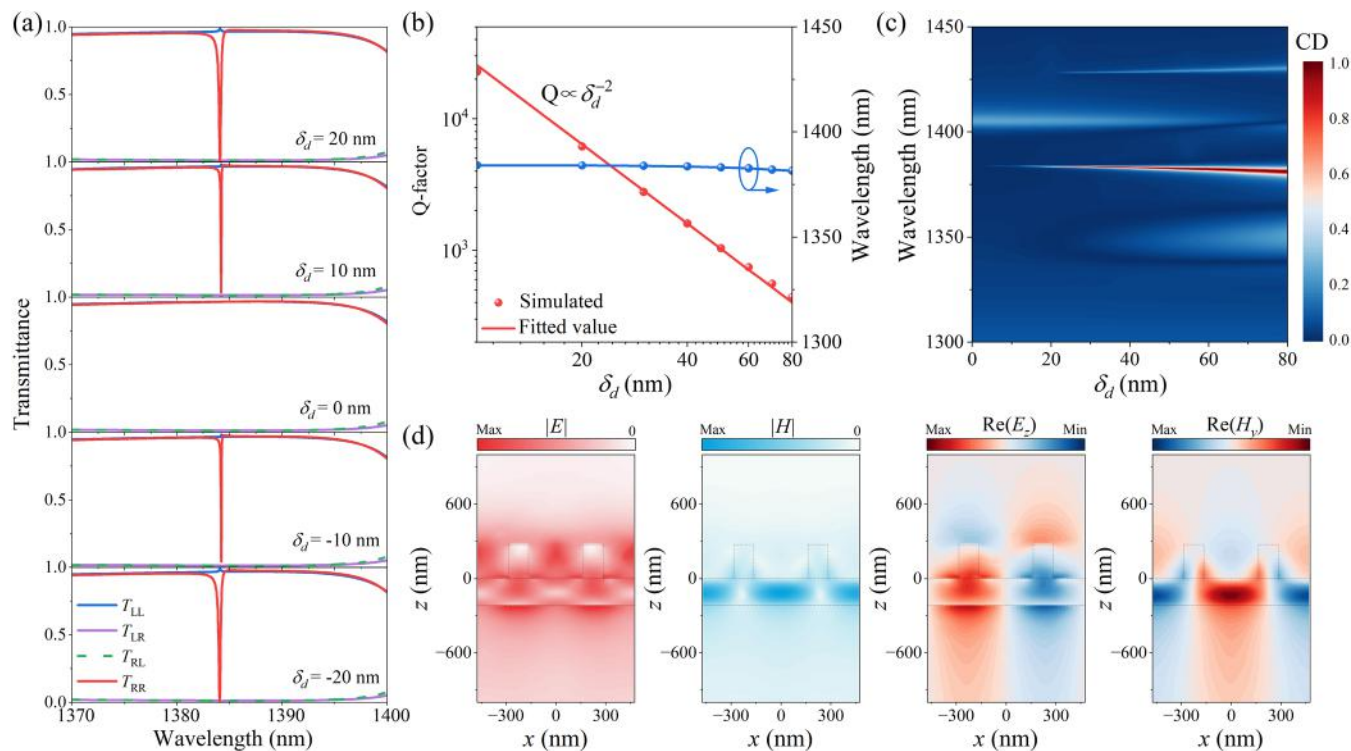 (a)
1.0
0.5
δd = 20 nm
1.0
0.5
δd = 10 nm
1.0
0.5
δd = 0 nm
1.0
0.5
δd = -10 nm
1.0
0.5
TLL
TLR
TRL
TRR
δd = -20 nm
0.0
1370 1380 1390 1400
Wavelength (nm)
Transmittance
(b)
Q∝δd⁻²
10⁴
10³
Q-factor
Simulated
Fitted value
20 40 60 80
δd (nm)
1450
1400
1350
1300
Wavelength (nm)
(c)
1450
1400
1350
1300
Wavelength (nm)
0 20 40 60 80
δd (nm)
CD
1.0
0.8
0.6
0.4
0.2
0.0
(d)
Max |E| 0
600
0
−600
z (nm)
−300 0 300
x (nm)
Max |H| 0
600
0
−600
z (nm)
−300 0 300
x (nm)
Max Re(Ez) Min
600
0
−600
z (nm)
−300 0 300
x (nm)
Max Re(Hy) Min
600
0
−600
z (nm)
−300 0 300
x (nm)